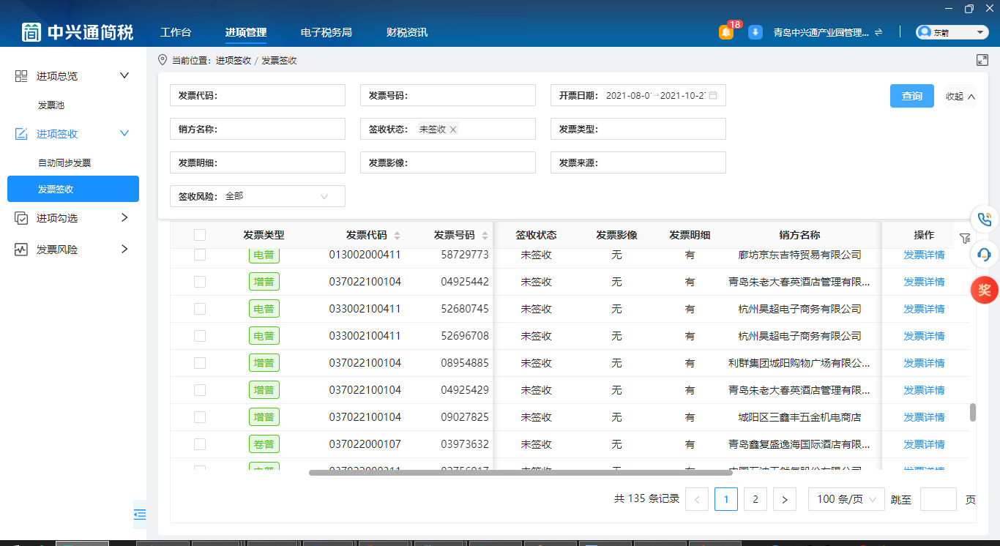 简 中兴通简税 工作台 进项管理 电子税务局 财税资讯 18 青岛中兴通产业园管理... 东箭
当前位置: 进项签收 / 发票签收
进项总览
发票池
进项签收
自动同步发票
发票签收
进项勾选
发票风险
发票代码: 发票号码: 开票日期: 2021-08-0 2021-10-2 查询 收起
销方名称: 签收状态: 未签收 发票类型:
发票明细: 发票影像: 发票来源:
签收风险: 全部
发票类型 发票代码 发票号码 签收状态 发票影像 发票明细 销方名称 操作
电普 013002000411 58729773 未签收 无 有 廊坊京东吉特贸易有限公司 发票详情
增普 037022100104 04925442 未签收 无 有 青岛朱老大春英酒店管理有限... 发票详情
电普 033002100411 52680745 未签收 无 有 杭州昊超电子商务有限公司 发票详情
电普 033002100411 52696708 未签收 无 有 杭州昊超电子商务有限公司 发票详情
增普 037022100104 08954885 未签收 无 有 利群集团城阳购物广场有限公... 发票详情
增普 037022100104 04925429 未签收 无 有 青岛朱老大春英酒店管理有限... 发票详情
增普 037022100104 09027825 未签收 无 有 城阳区三鑫丰五金机电商店 发票详情
卷普 037022000107 03973632 未签收 无 有 青岛鑫复盛逸海国际酒店有限... 发票详情
奖
共 135 条记录 < 1 2 > 100 条/页 跳至 页